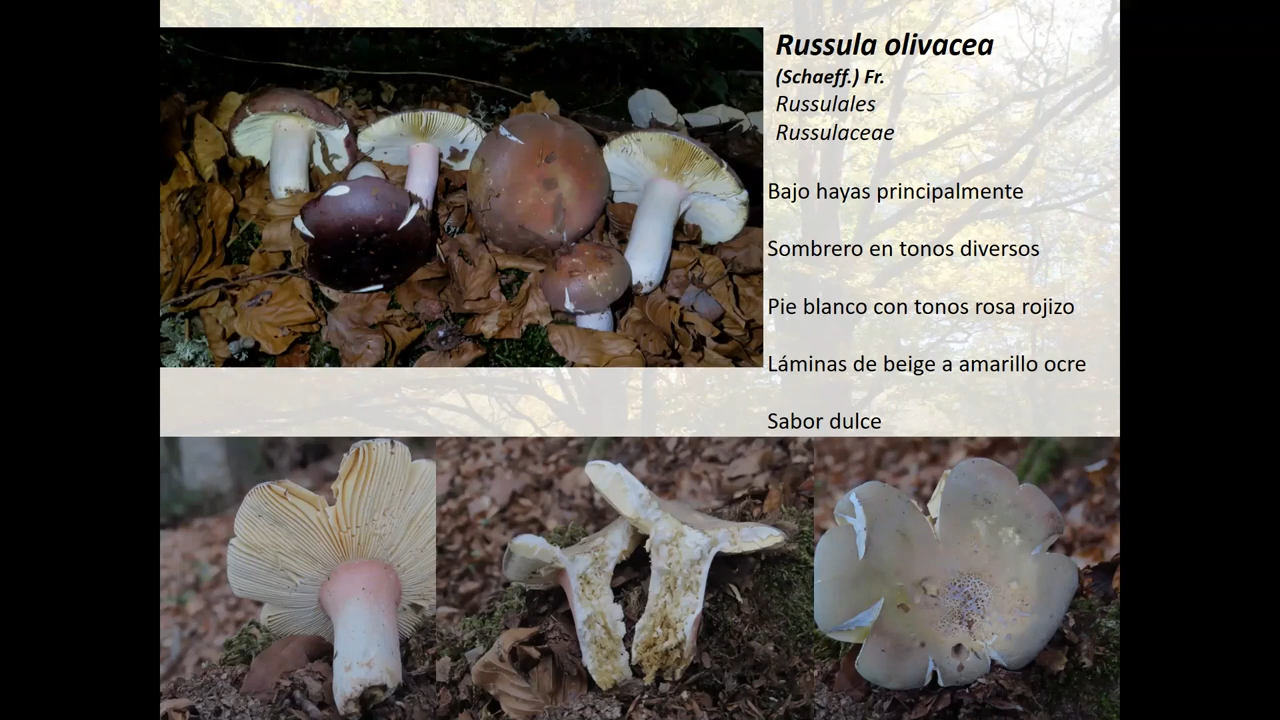 Russula olivacea
(Schaeff.) Fr.
Russulales
Russulaceae
Bajo hayas principalmente
Sombrero en tonos diversos
Pie blanco con tonos rosa rojizo
Láminas de beige a amarillo ocre
Sabor dulce